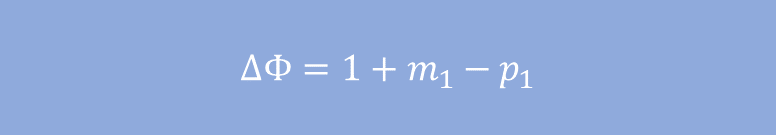 ΔΦ = 1 + m₁ − p₁